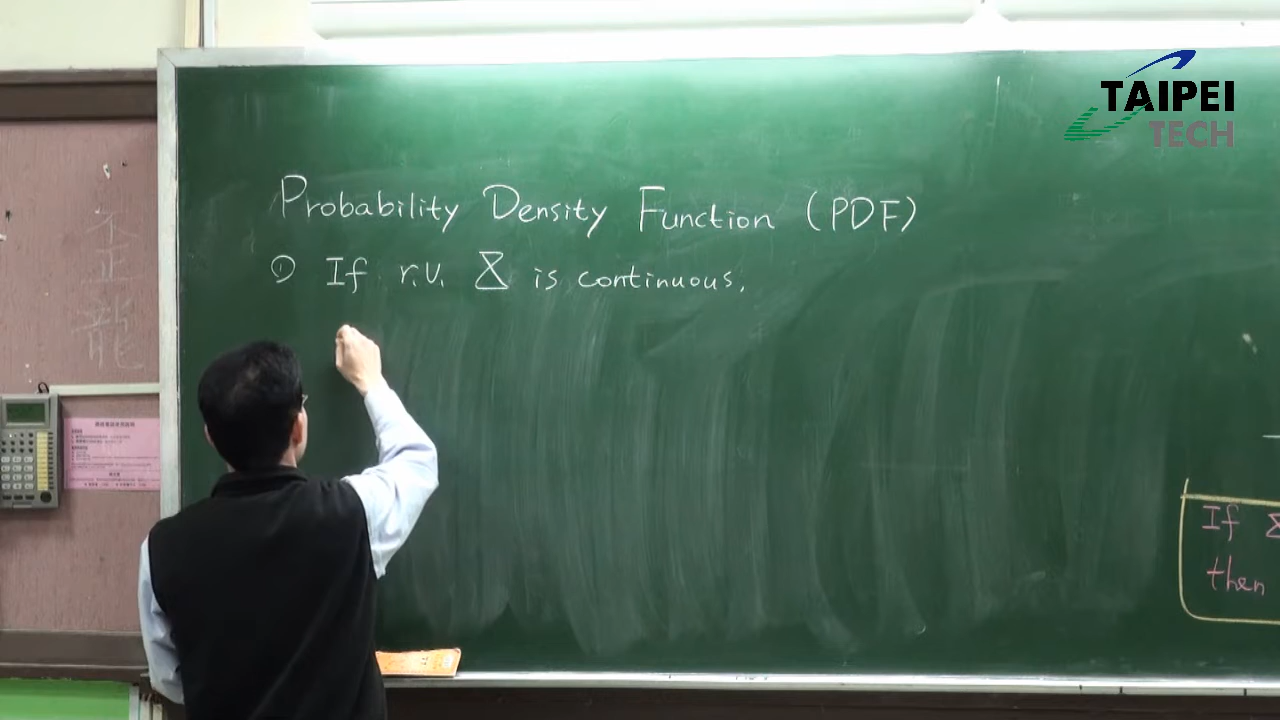 TAIPEI
TECH
Probability Density Function (PDF)
① If r.v. X is continuous,
If X
then